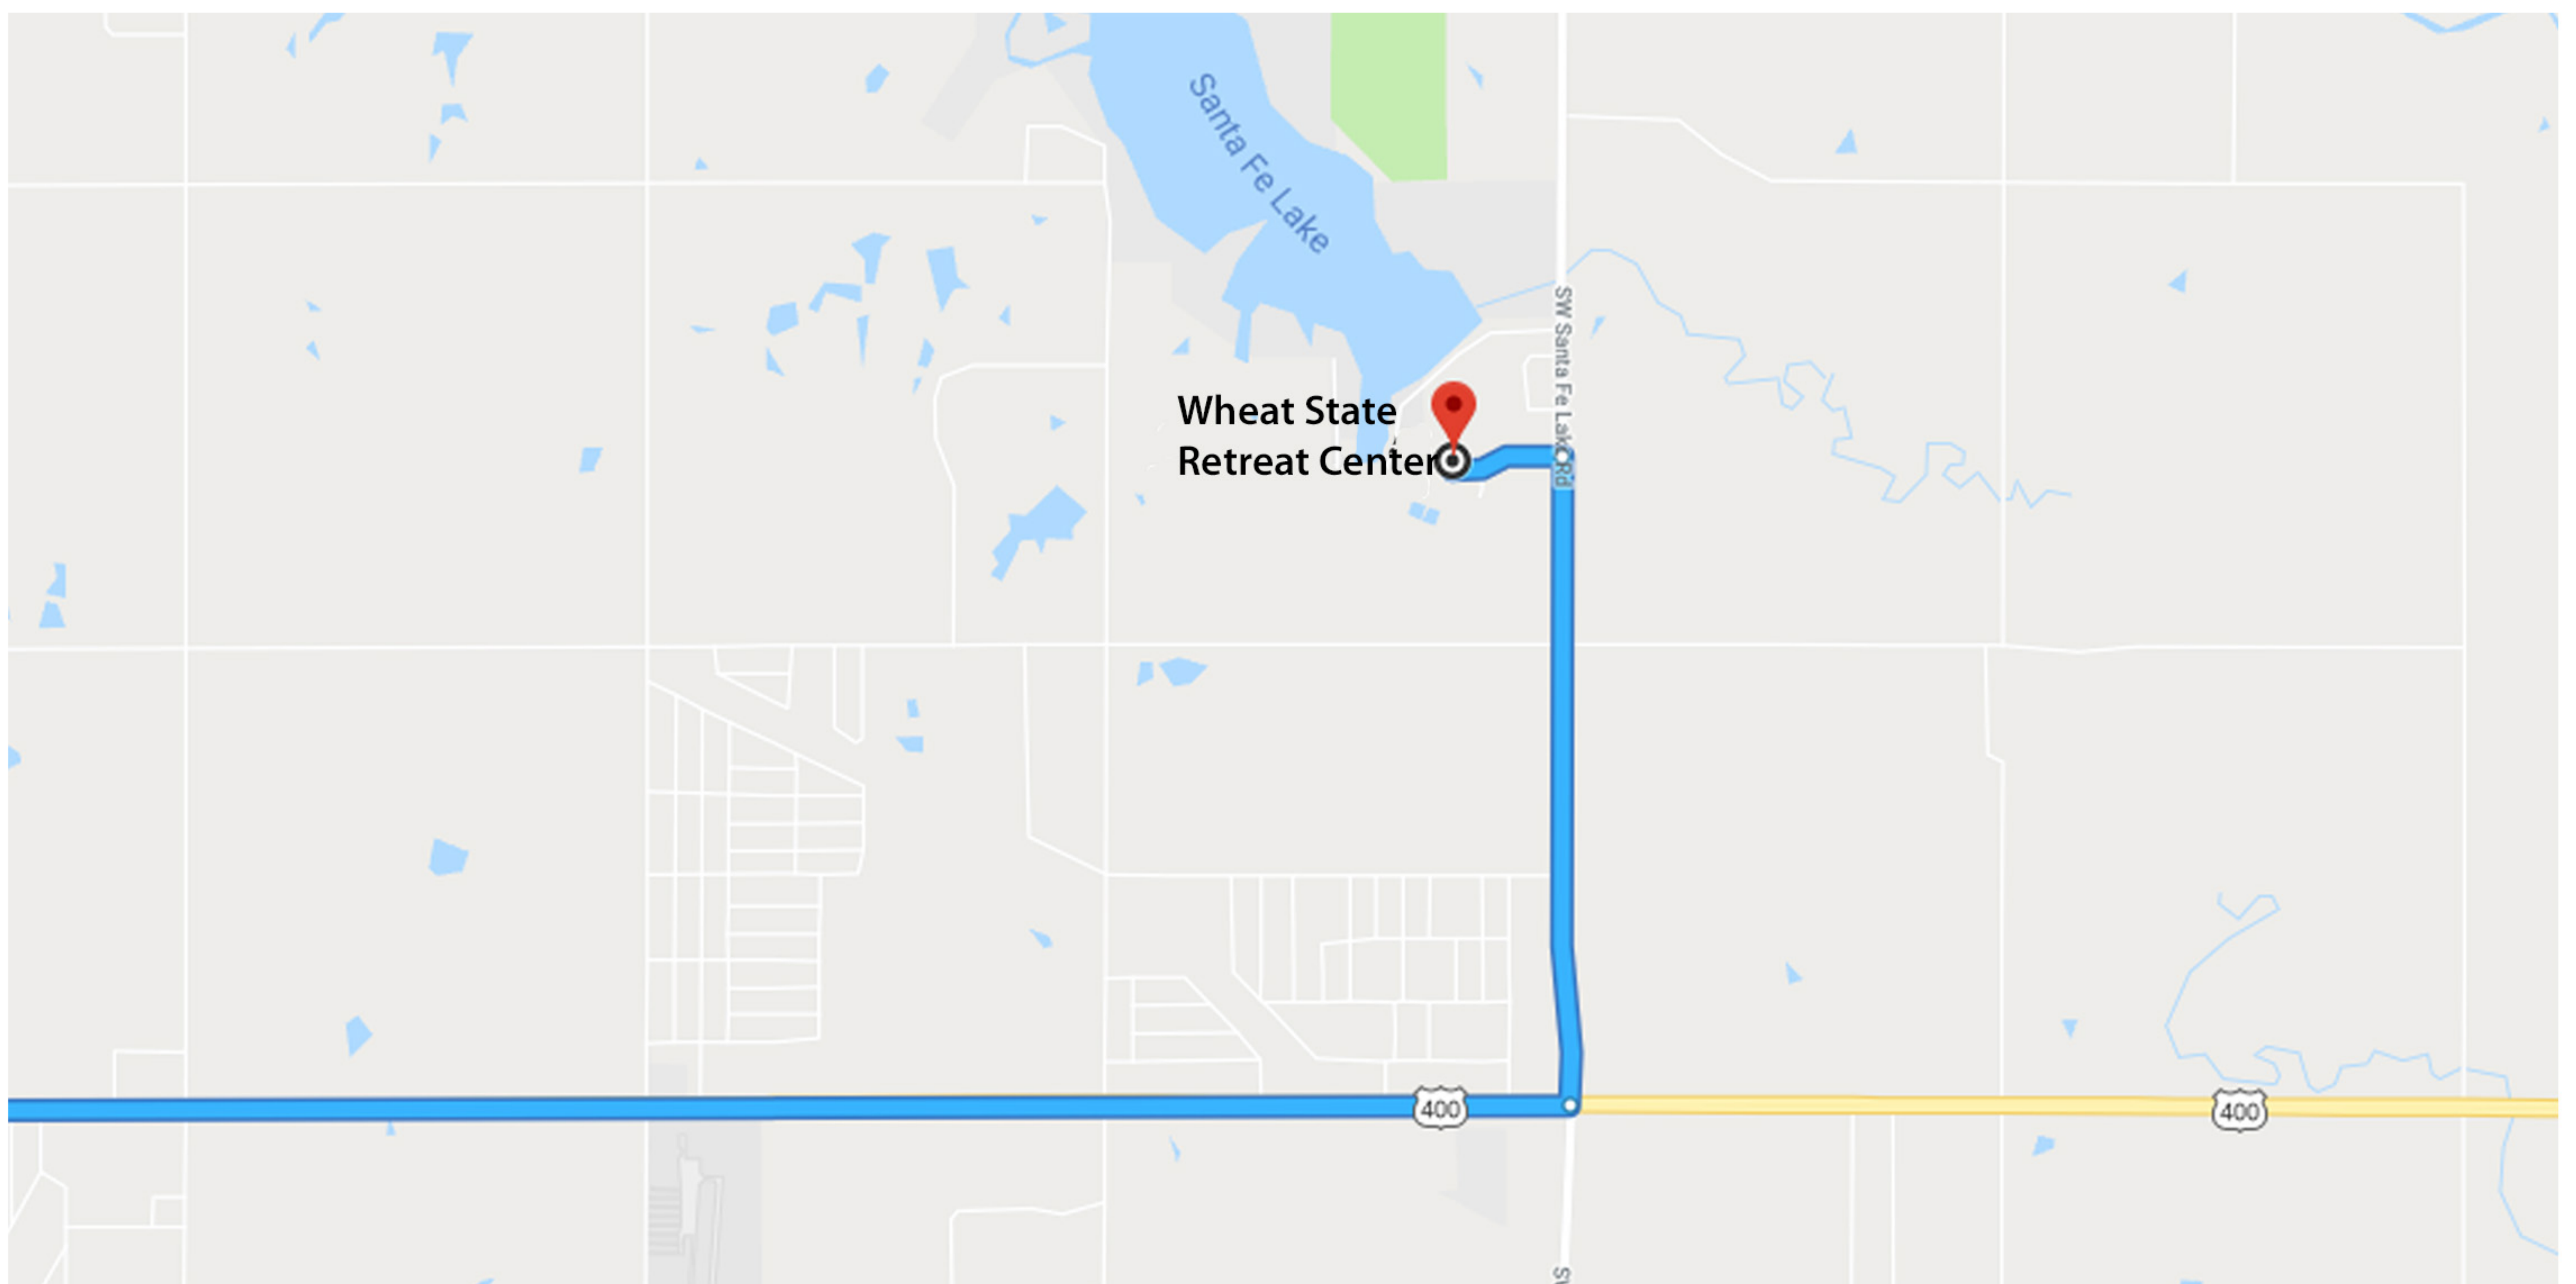 Santa Fe Lake
SW Santa Fe Lake Rd
Wheat State
Retreat Center
400
400